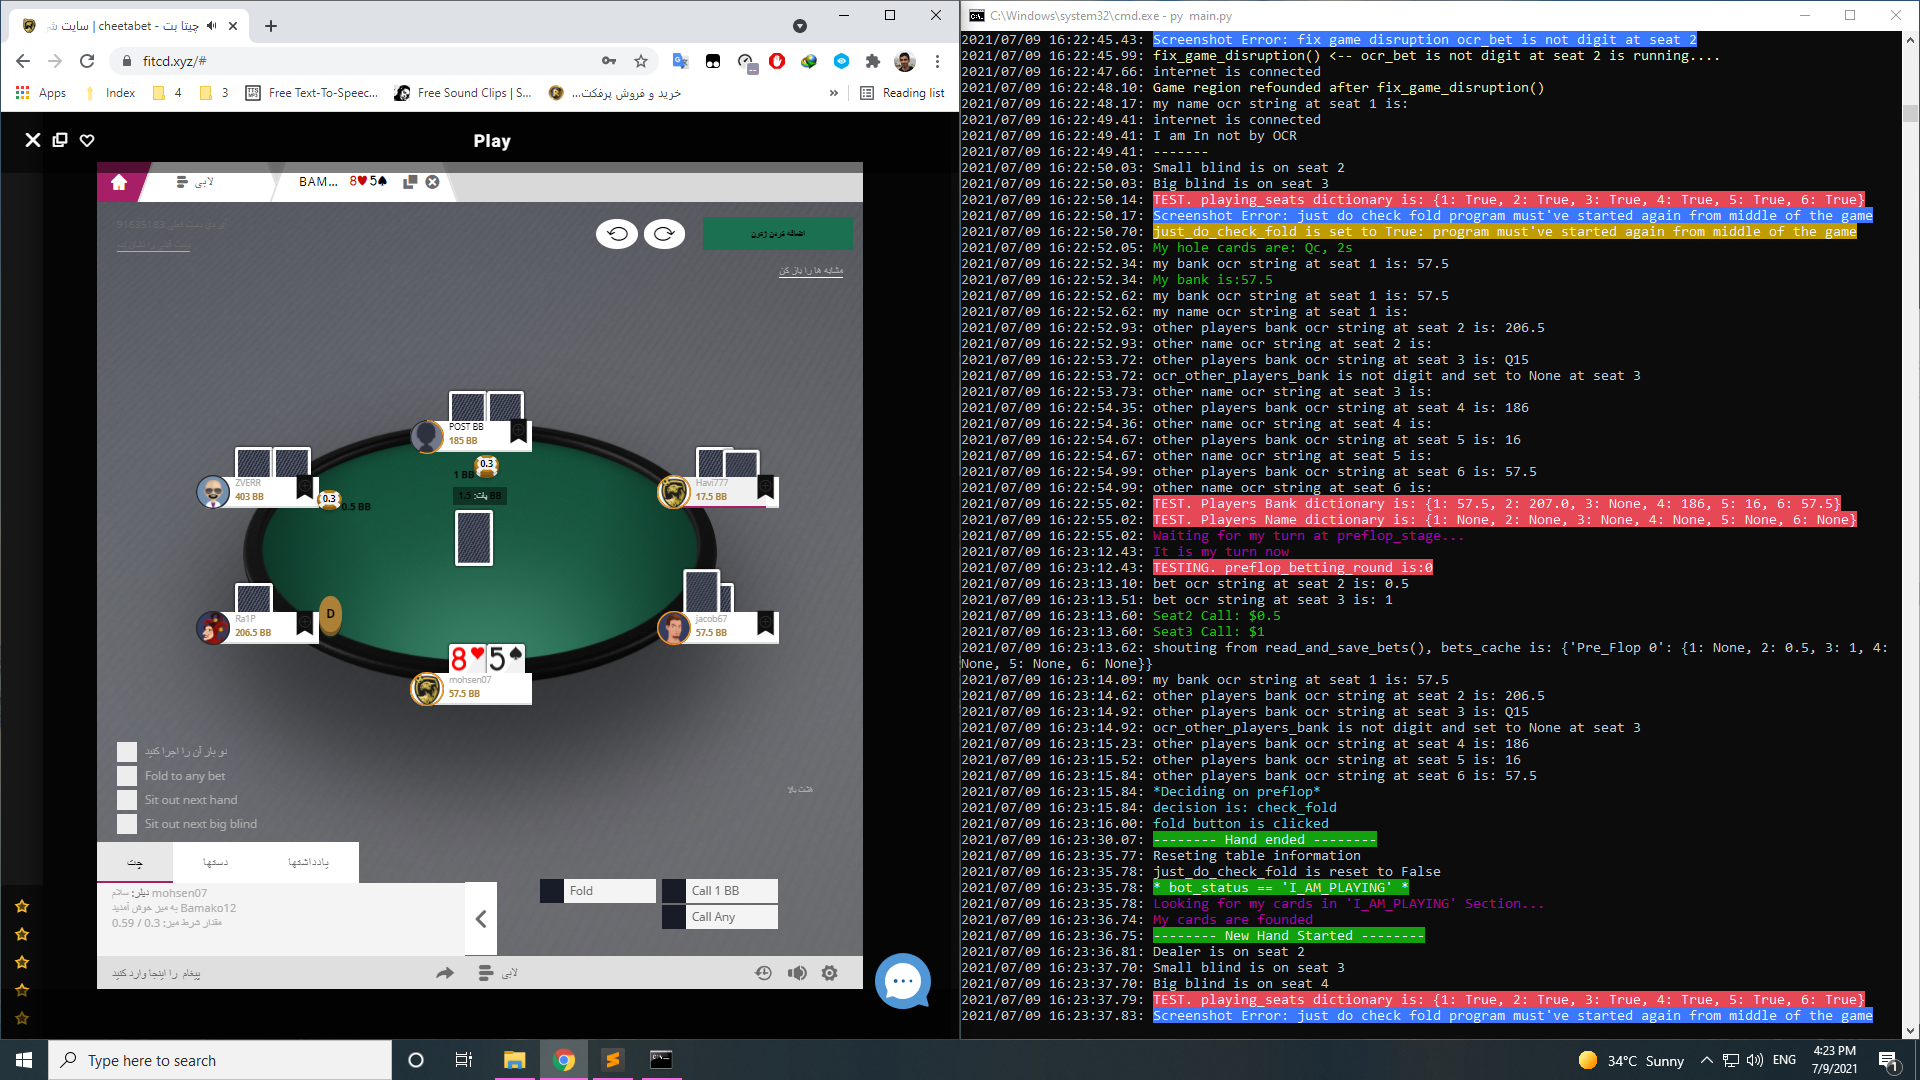 چیتا بت - cheetabet | سایت
fitcd.xyz/#
Apps
Index
4
3
Free Text-To-Speec...
Free Sound Clips | S...
خرید و فروش پرفکت...
»
Reading list
Play
لابی
BAM... 8♥5♠
اضافه کردن ژتون
مشابه ها را باز کن
POST BB
185 BB
ZVERR
403 BB
Havi777
17.5 BB
0.3
1 BB
0.3
0.5 BB
پات: 1.5 BB
Ra1P
206.5 BB
D
jacob67
57.5 BB
8♥ 5♠
mohsen07
57.5 BB
دو بار آن را اجرا کنید
Fold to any bet
Sit out next hand
Sit out next big blind
هشت بالا
چت
دستها
یادداشتها
دیلر: سلام mohsen07
به میز خوش آمدید Bamako12
مقدار شرط میز: 0.3 / 0.59
Fold
Call 1 BB
Call Any
پیغام را اینجا وارد کنید
لابی
C:\Windows\system32\cmd.exe - py main.py
2021/07/09 16:22:45.43: Screenshot Error: fix game disruption ocr_bet is not digit at seat 2
2021/07/09 16:22:45.99: fix_game_disruption() <-- ocr_bet is not digit at seat 2 is running....
2021/07/09 16:22:47.66: internet is connected
2021/07/09 16:22:48.10: Game region refounded after fix_game_disruption()
2021/07/09 16:22:48.17: my name ocr string at seat 1 is:
2021/07/09 16:22:49.41: internet is connected
2021/07/09 16:22:49.41: I am In not by OCR
2021/07/09 16:22:49.41: -------
2021/07/09 16:22:50.03: Small blind is on seat 2
2021/07/09 16:22:50.03: Big blind is on seat 3
2021/07/09 16:22:50.14: TEST. playing_seats dictionary is: {1: True, 2: True, 3: True, 4: True, 5: True, 6: True}
2021/07/09 16:22:50.17: Screenshot Error: just do check fold program must've started again from middle of the game
2021/07/09 16:22:50.70: just_do_check_fold is set to True: program must've started again from middle of the game
2021/07/09 16:22:52.05: My hole cards are: Qc, 2s
2021/07/09 16:22:52.34: my bank ocr string at seat 1 is: 57.5
2021/07/09 16:22:52.34: My bank is:57.5
2021/07/09 16:22:52.62: my bank ocr string at seat 1 is: 57.5
2021/07/09 16:22:52.62: my name ocr string at seat 1 is:
2021/07/09 16:22:52.93: other players bank ocr string at seat 2 is: 206.5
2021/07/09 16:22:52.93: other name ocr string at seat 2 is:
2021/07/09 16:22:53.72: other players bank ocr string at seat 3 is: Q15
2021/07/09 16:22:53.72: ocr_other_players_bank is not digit and set to None at seat 3
2021/07/09 16:22:53.73: other name ocr string at seat 3 is:
2021/07/09 16:22:54.35: other players bank ocr string at seat 4 is: 186
2021/07/09 16:22:54.36: other name ocr string at seat 4 is:
2021/07/09 16:22:54.67: other players bank ocr string at seat 5 is: 16
2021/07/09 16:22:54.67: other name ocr string at seat 5 is:
2021/07/09 16:22:54.99: other players bank ocr string at seat 6 is: 57.5
2021/07/09 16:22:54.99: other name ocr string at seat 6 is:
2021/07/09 16:22:55.02: TEST. Players Bank dictionary is: {1: 57.5, 2: 207.0, 3: None, 4: 186, 5: 16, 6: 57.5}
2021/07/09 16:22:55.02: TEST. Players Name dictionary is: {1: None, 2: None, 3: None, 4: None, 5: None, 6: None}
2021/07/09 16:22:55.02: Waiting for my turn at preflop_stage...
2021/07/09 16:23:12.43: It is my turn now
2021/07/09 16:23:12.43: TESTING. preflop_betting_round is:0
2021/07/09 16:23:13.10: bet ocr string at seat 2 is: 0.5
2021/07/09 16:23:13.51: bet ocr string at seat 3 is: 1
2021/07/09 16:23:13.60: Seat2 Call: $0.5
2021/07/09 16:23:13.60: Seat3 Call: $1
2021/07/09 16:23:13.62: shouting from read_and_save_bets(), bets_cache is: {'Pre_Flop 0': {1: None, 2: 0.5, 3: 1, 4:
None, 5: None, 6: None}}
2021/07/09 16:23:14.09: my bank ocr string at seat 1 is: 57.5
2021/07/09 16:23:14.62: other players bank ocr string at seat 2 is: 206.5
2021/07/09 16:23:14.92: other players bank ocr string at seat 3 is: Q15
2021/07/09 16:23:14.92: ocr_other_players_bank is not digit and set to None at seat 3
2021/07/09 16:23:15.23: other players bank ocr string at seat 4 is: 186
2021/07/09 16:23:15.52: other players bank ocr string at seat 5 is: 16
2021/07/09 16:23:15.84: other players bank ocr string at seat 6 is: 57.5
2021/07/09 16:23:15.84: *Deciding on preflop*
2021/07/09 16:23:15.84: decision is: check_fold
2021/07/09 16:23:16.00: fold button is clicked
2021/07/09 16:23:30.07: -------- Hand ended --------
2021/07/09 16:23:35.77: Reseting table information
2021/07/09 16:23:35.78: just_do_check_fold is reset to False
2021/07/09 16:23:35.78: * bot_status == 'I_AM_PLAYING' *
2021/07/09 16:23:35.78: Looking for my cards in 'I_AM_PLAYING' Section...
2021/07/09 16:23:36.74: My cards are founded
2021/07/09 16:23:36.75: -------- New Hand Started --------
2021/07/09 16:23:36.81: Dealer is on seat 2
2021/07/09 16:23:37.70: Small blind is on seat 3
2021/07/09 16:23:37.70: Big blind is on seat 4
2021/07/09 16:23:37.79: TEST. playing_seats dictionary is: {1: True, 2: True, 3: True, 4: True, 5: True, 6: True}
2021/07/09 16:23:37.83: Screenshot Error: just do check fold program must've started again from middle of the game
Type here to search
34°C Sunny
ENG
4:23 PM
7/9/2021
1